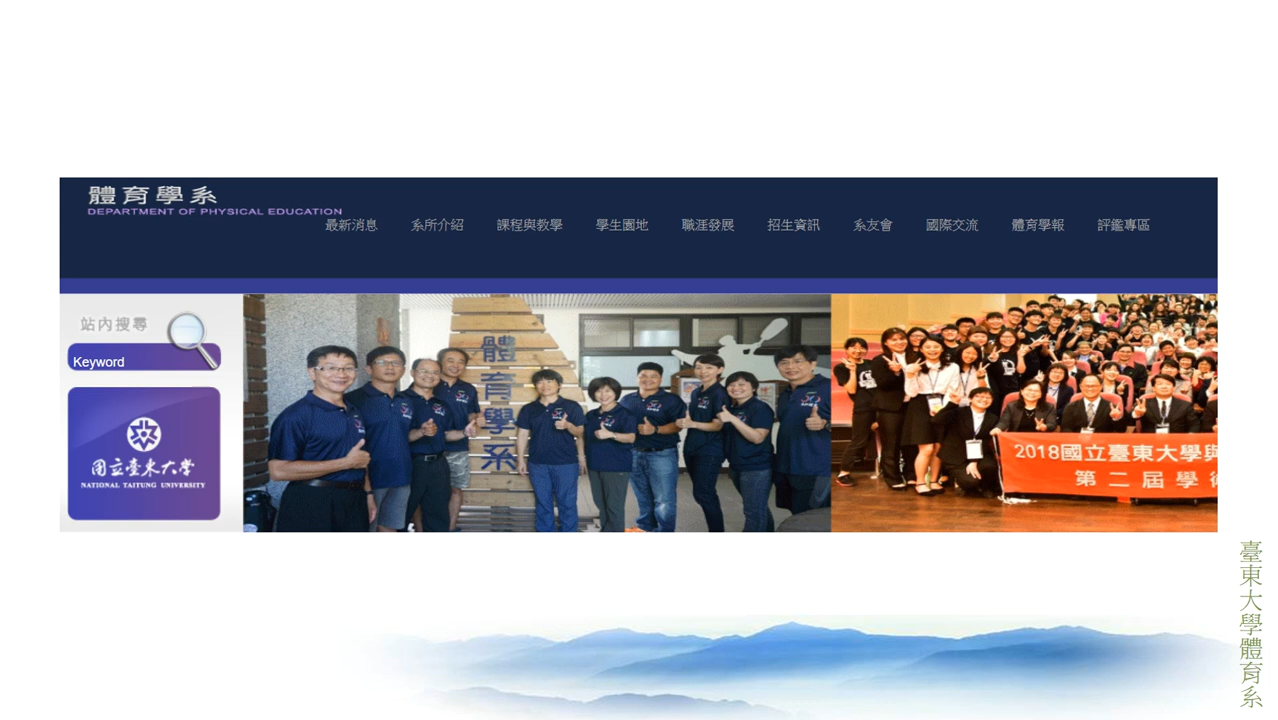 體育學系
DEPARTMENT OF PHYSICAL EDUCATION
最新消息 系所介紹 課程與教學 學生園地 職涯發展 招生資訊 系友會 國際交流 體育學報 評鑑專區
站內搜尋
Keyword
國立臺東大學
NATIONAL TAITUNG UNIVERSITY
體育學系
2018國立臺東大學與
第二屆學術
臺東大學體育系